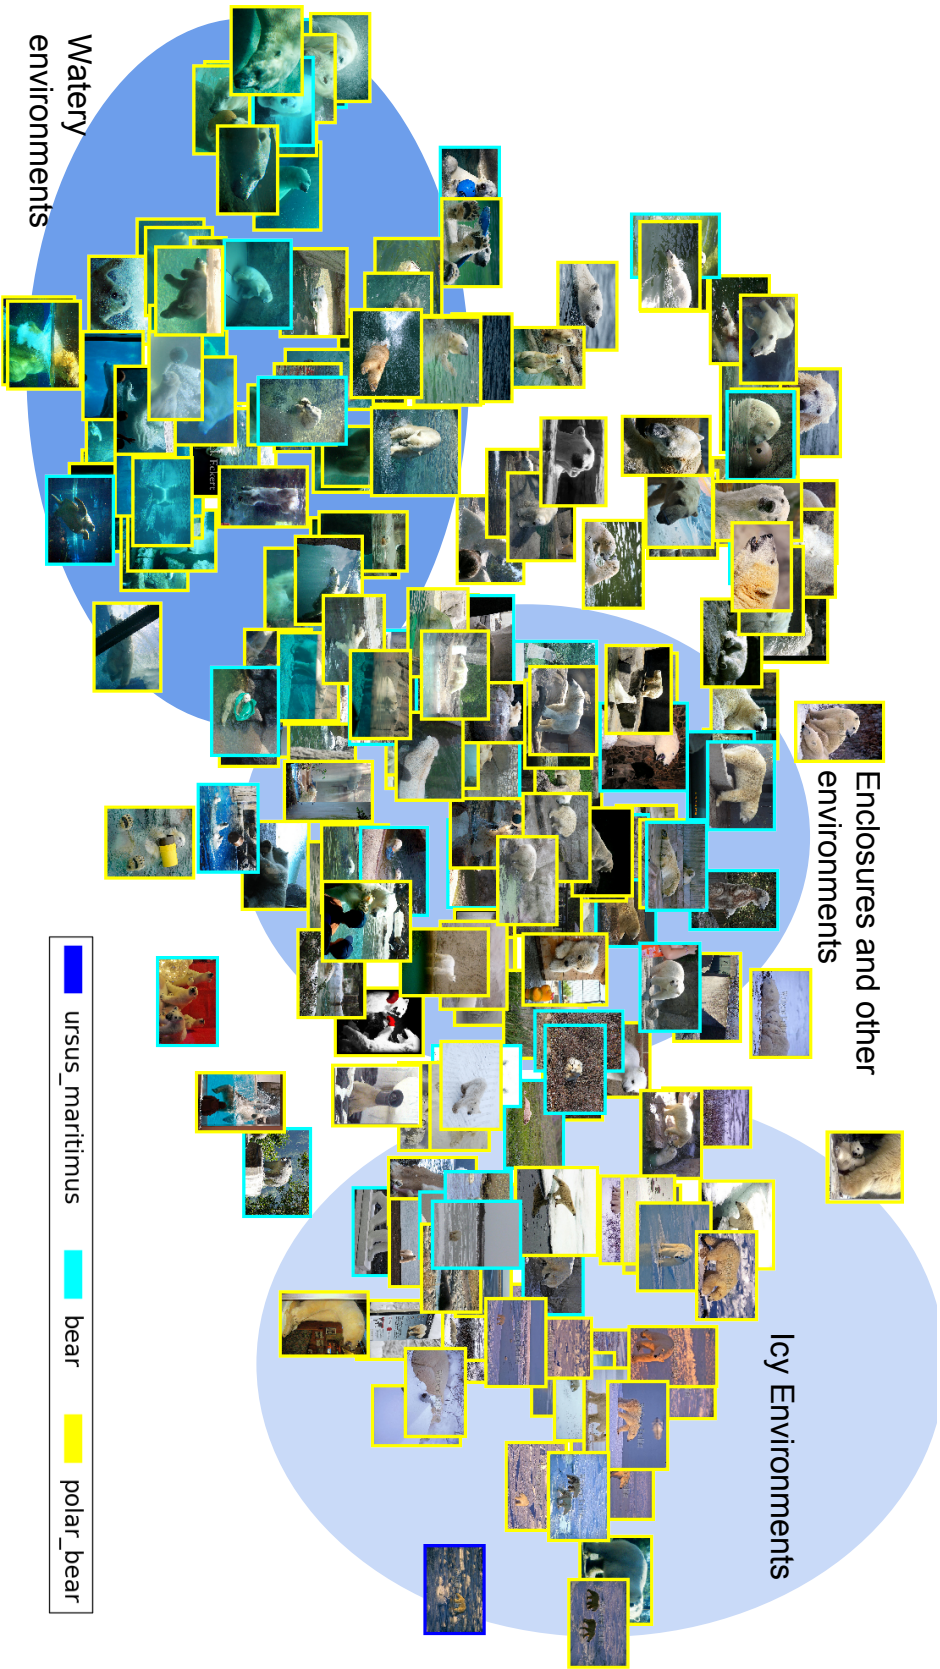 Watery
environments
Enclosures and other
environments
Icy Environments
ursus_maritimus
bear
polar_bear